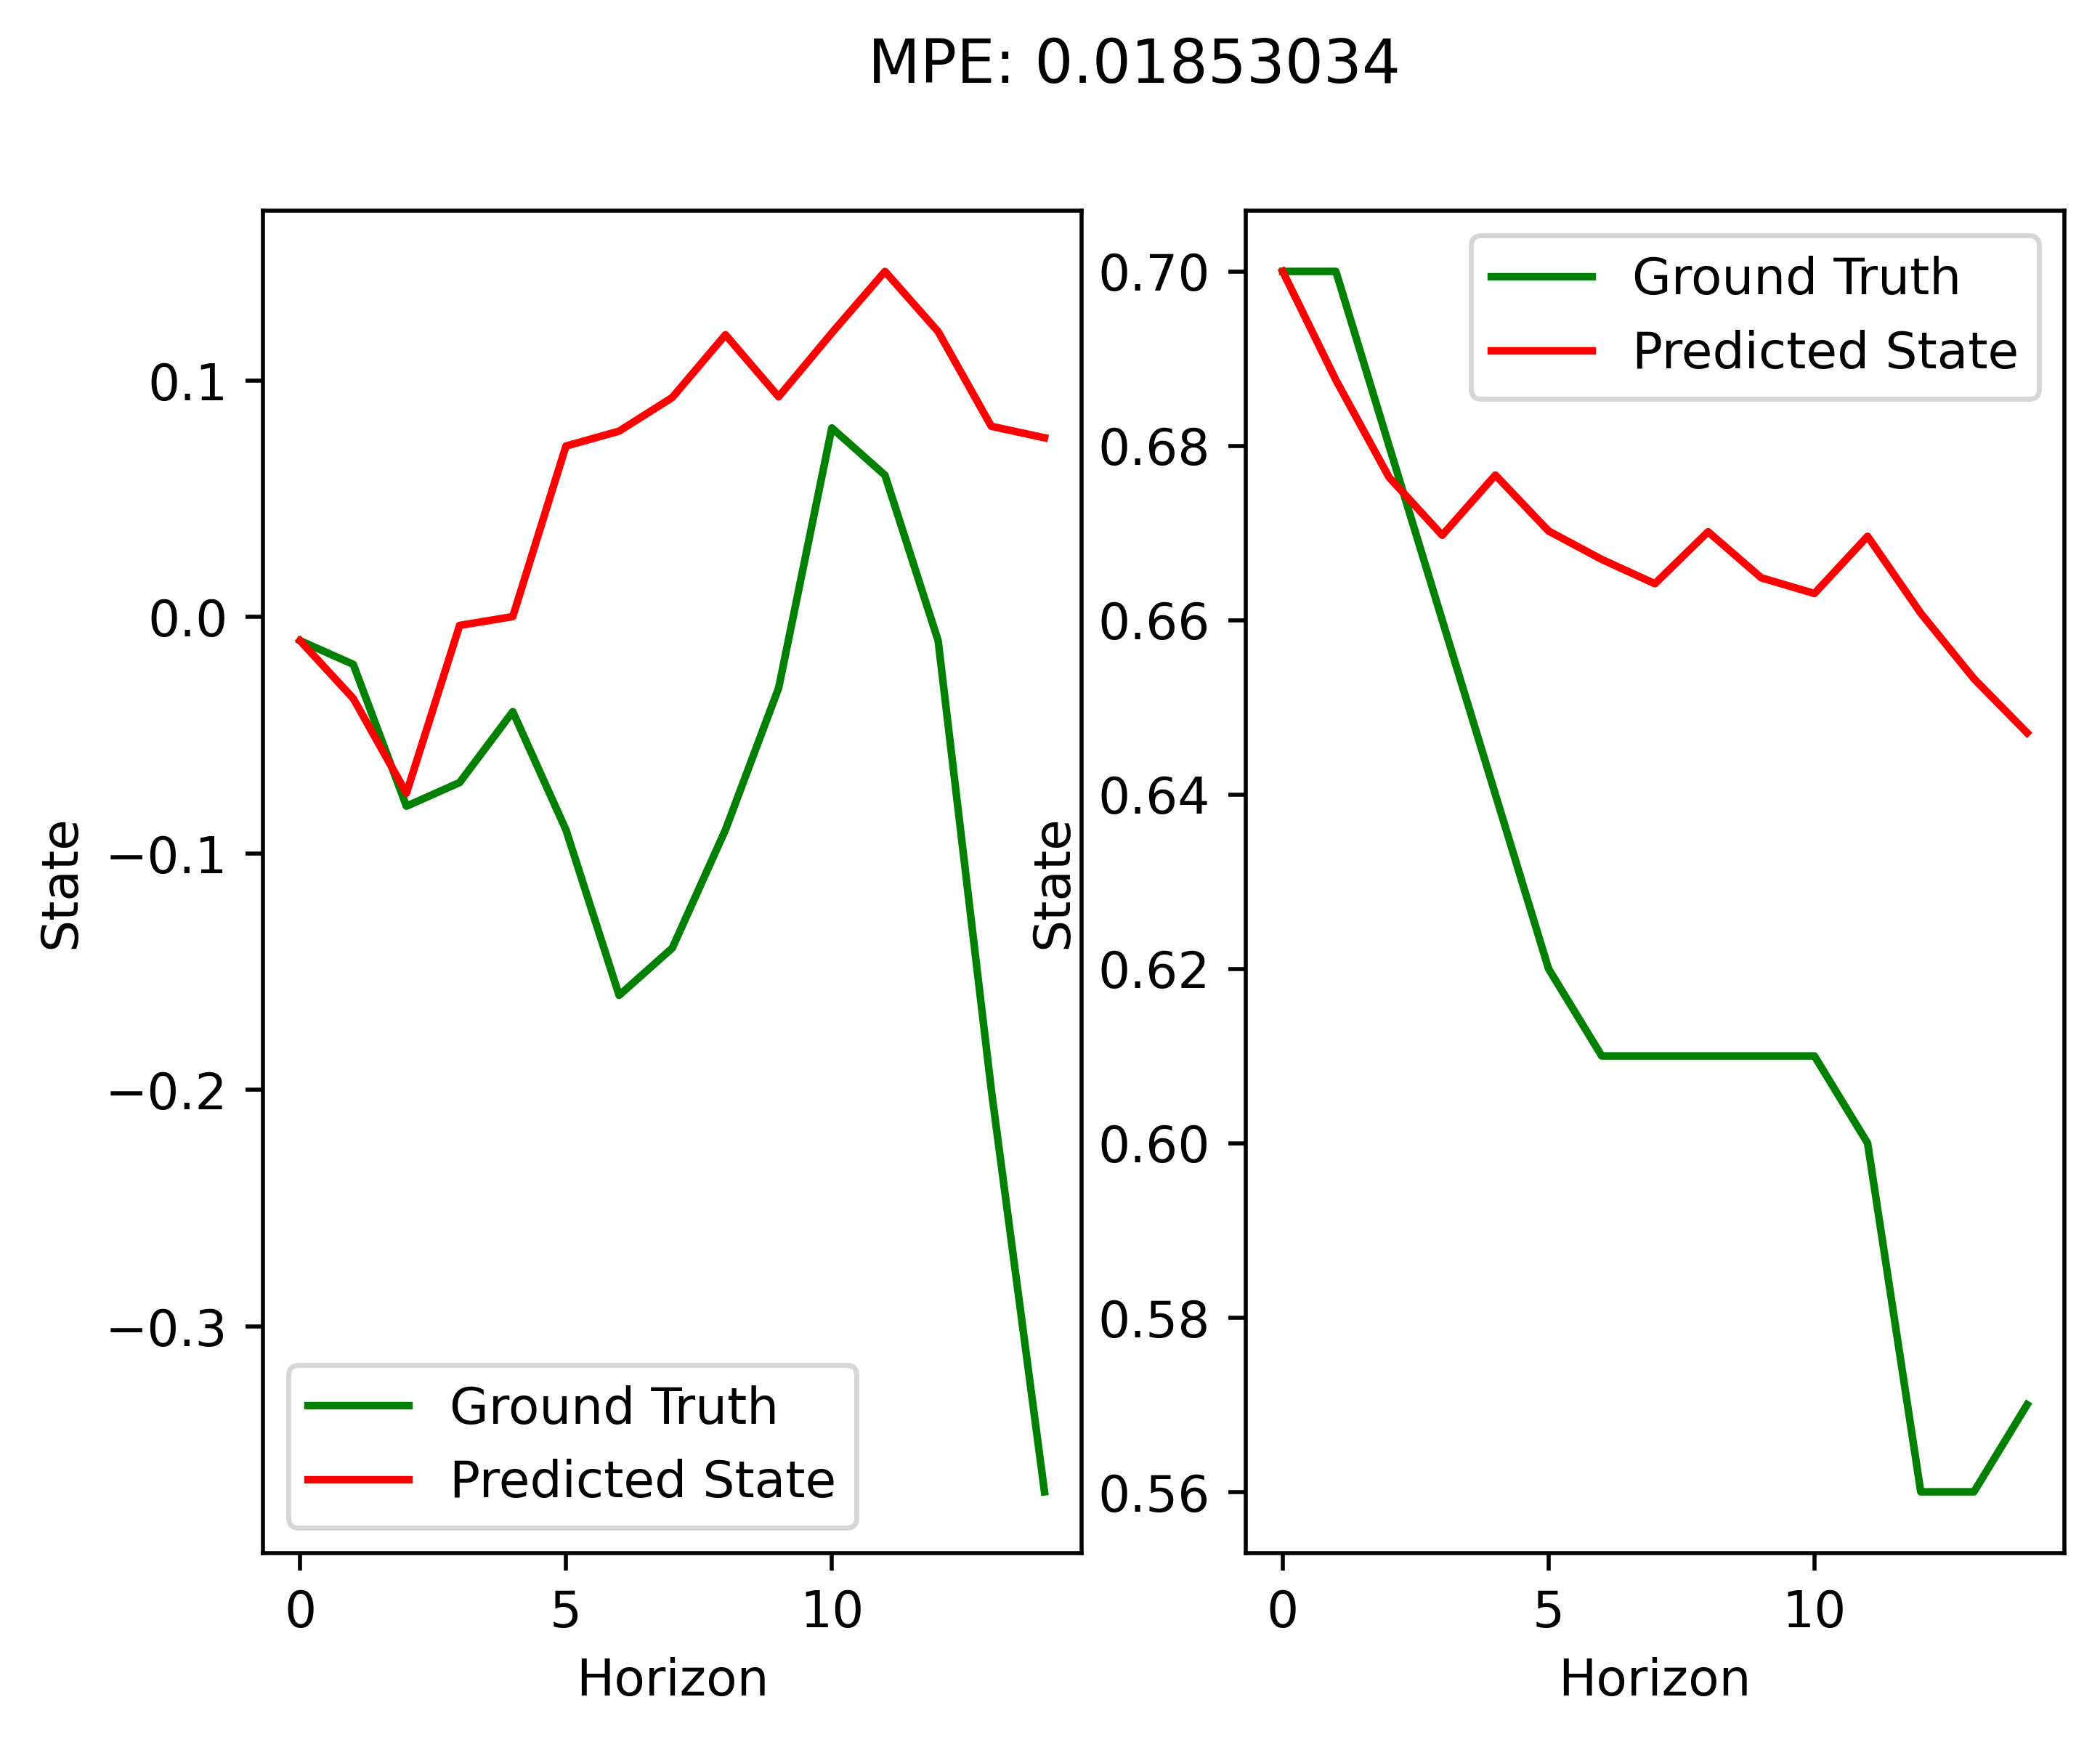 MPE: 0.01853034
0.1
0.0
−0.1
−0.2
−0.3
State
Ground Truth
Predicted State
0
5
10
Horizon
0.70
0.68
0.66
0.64
0.62
0.60
0.58
0.56
State
Ground Truth
Predicted State
0
5
10
Horizon